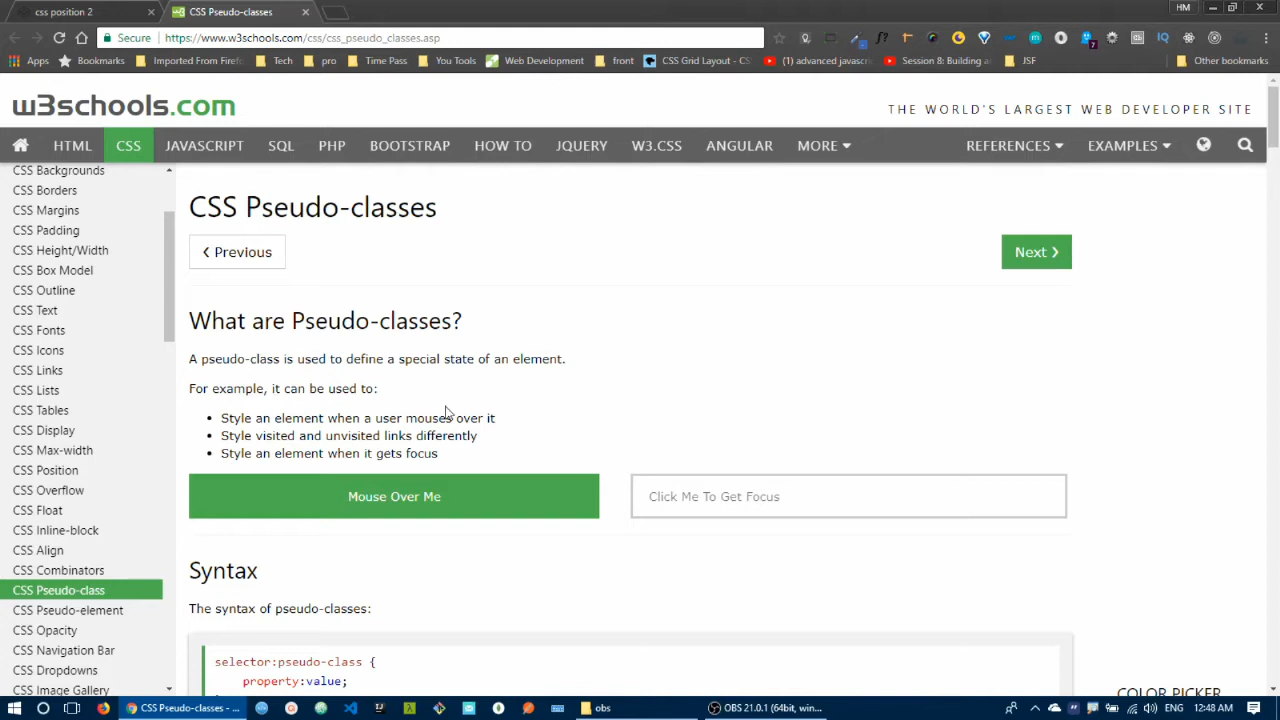 css position 2
CSS Pseudo-classes
HM
Secure
https://www.w3schools.com/css/css_pseudo_classes.asp
Apps
Bookmarks
Imported From Firef
Tech
pro
Time Pass
You Tools
Web Development
front
CSS Grid Layout - CS
(1) advanced javascri
Session 8: Building a
JSF
Other bookmarks
w3schools.com
THE WORLD'S LARGEST WEB DEVELOPER SITE
HTML
CSS
JAVASCRIPT
SQL
PHP
BOOTSTRAP
HOW TO
JQUERY
W3.CSS
ANGULAR
MORE
REFERENCES
EXAMPLES
CSS Backgrounds
CSS Borders
CSS Margins
CSS Padding
CSS Height/Width
CSS Box Model
CSS Outline
CSS Text
CSS Fonts
CSS Icons
CSS Links
CSS Lists
CSS Tables
CSS Display
CSS Max-width
CSS Position
CSS Overflow
CSS Float
CSS Inline-block
CSS Align
CSS Combinators
CSS Pseudo-class
CSS Pseudo-element
CSS Opacity
CSS Navigation Bar
CSS Dropdowns
CSS Image Gallery
CSS Pseudo-classes
❮ Previous
Next ❯
What are Pseudo-classes?
A pseudo-class is used to define a special state of an element.
For example, it can be used to:
• Style an element when a user mouses over it
• Style visited and unvisited links differently
• Style an element when it gets focus
Mouse Over Me
Click Me To Get Focus
Syntax
The syntax of pseudo-classes:
selector:pseudo-class {
property:value;
COLOR PICKER
CSS Pseudo-classes - ...
obs
OBS 21.0.1 (64bit, win...
ENG
12:48 AM